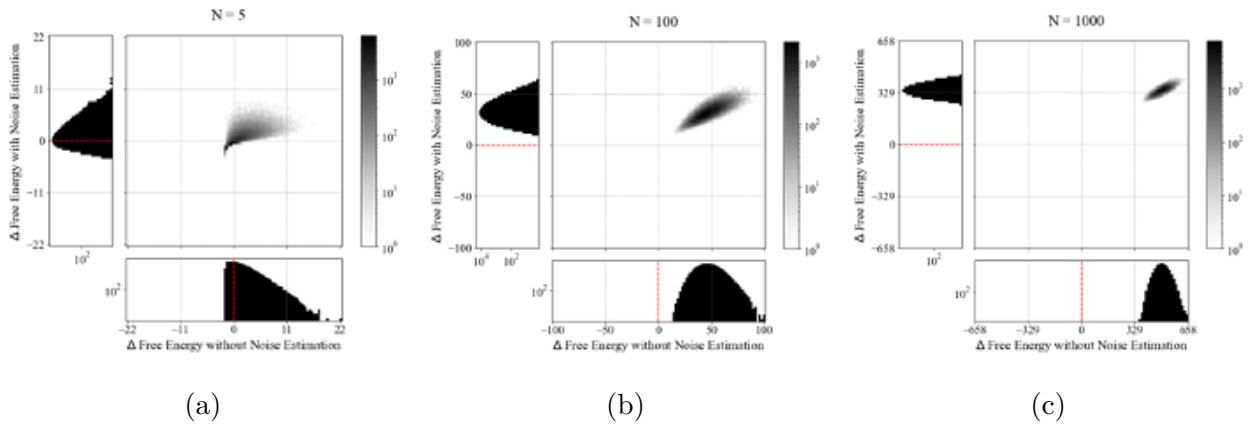 N = 5
Δ Free Energy with Noise Estimation
22
11
0
−11
−22
10²
10³
10²
10¹
10⁰
10²
−22 −11 0 11 22
Δ Free Energy without Noise Estimation
(a)
N = 100
Δ Free Energy with Noise Estimation
100
50
0
−50
−100
10⁴ 10²
10³
10²
10¹
10⁰
10²
−100 −50 0 50 100
Δ Free Energy without Noise Estimation
(b)
N = 1000
Δ Free Energy with Noise Estimation
658
329
0
−329
−658
10²
10³
10²
10¹
10⁰
10²
−658 −329 0 329 658
Δ Free Energy without Noise Estimation
(c)